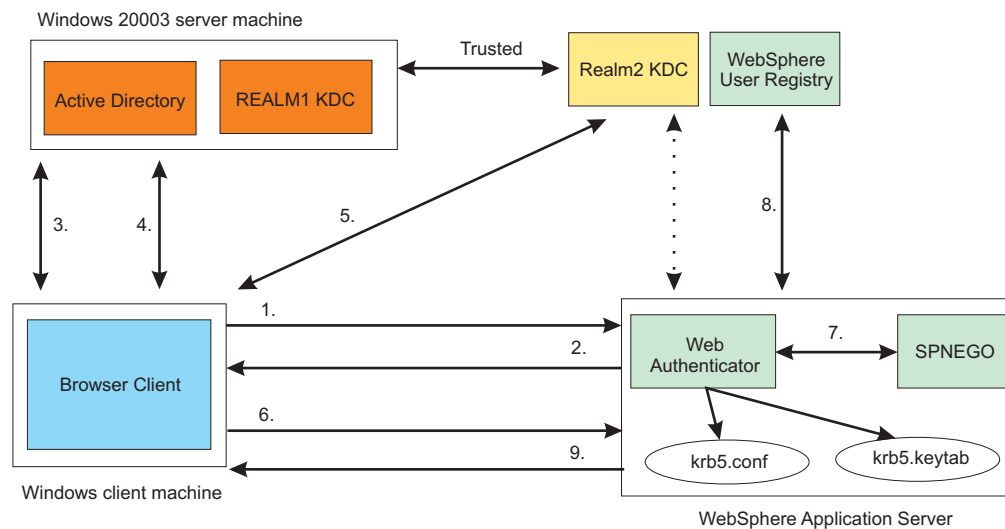 Windows 20003 server machine
Active Directory
REALM1 KDC
Trusted
Realm2 KDC
WebSphere
User Registry
3.
4.
5.
8.
1.
2.
6.
9.
7.
Browser Client
Windows client machine
Web
Authenticator
SPNEGO
krb5.conf
krb5.keytab
WebSphere Application Server